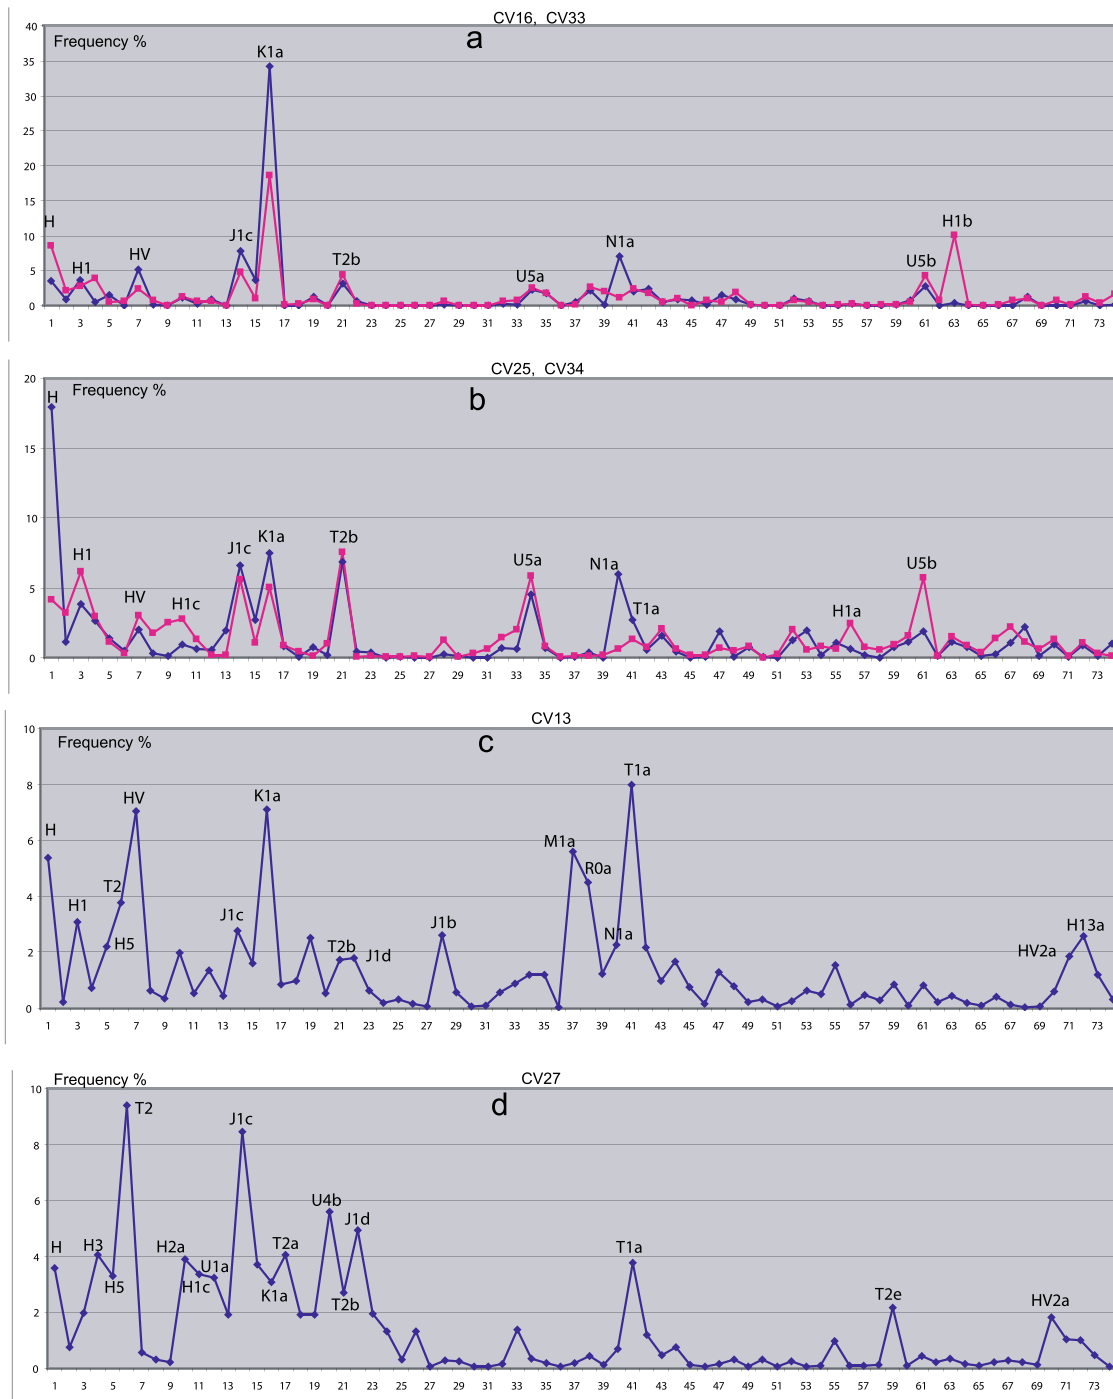 CV16, CV33
Frequency %
a
40
35
30
25
20
15
10
5
0
H
H1
HV
J1c
K1a
T2b
U5a
N1a
U5b
H1b
1 3 5 7 9 11 13 15 17 19 21 23 25 27 29 31 33 35 37 39 41 43 45 47 49 51 53 55 57 59 61 63 65 67 69 71 73
CV25, CV34
Frequency %
b
20
15
10
5
0
H
H1
HV
H1c
J1c
K1a
T2b
U5a
N1a
T1a
H1a
U5b
1 3 5 7 9 11 13 15 17 19 21 23 25 27 29 31 33 35 37 39 41 43 45 47 49 51 53 55 57 59 61 63 65 67 69 71 73
CV13
Frequency %
c
10
8
6
4
2
0
H
H1
T2
H5
HV
J1c
K1a
T2b
J1d
J1b
M1a
R0a
N1a
T1a
HV2a
H13a
1 3 5 7 9 11 13 15 17 19 21 23 25 27 29 31 33 35 37 39 41 43 45 47 49 51 53 55 57 59 61 63 65 67 69 71 73
Frequency %
CV27
d
10
8
6
4
2
0
H
H3
H5
T2
H2a
H1c
U1a
J1c
K1a
T2a
U4b
T2b
J1d
T1a
T2e
HV2a
1 3 5 7 9 11 13 15 17 19 21 23 25 27 29 31 33 35 37 39 41 43 45 47 49 51 53 55 57 59 61 63 65 67 69 71 73